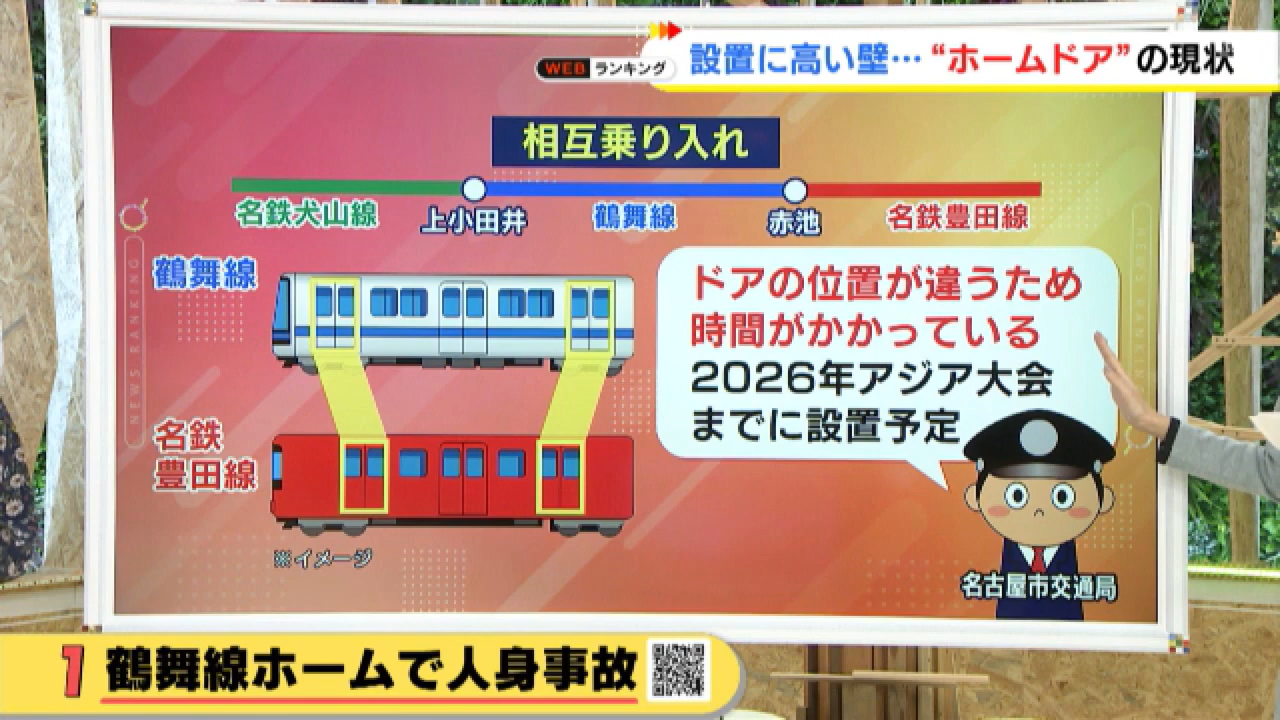 設置に高い壁…“ホームドア”の現状
WEBランキング
相互乗り入れ
名鉄犬山線
上小田井
鶴舞線
赤池
名鉄豊田線
鶴舞線
ドアの位置が違うため
時間がかかっている
2026年アジア大会
までに設置予定
名鉄
豊田線
※イメージ
名古屋市交通局
NEWS RANKING
1 鶴舞線ホームで人身事故